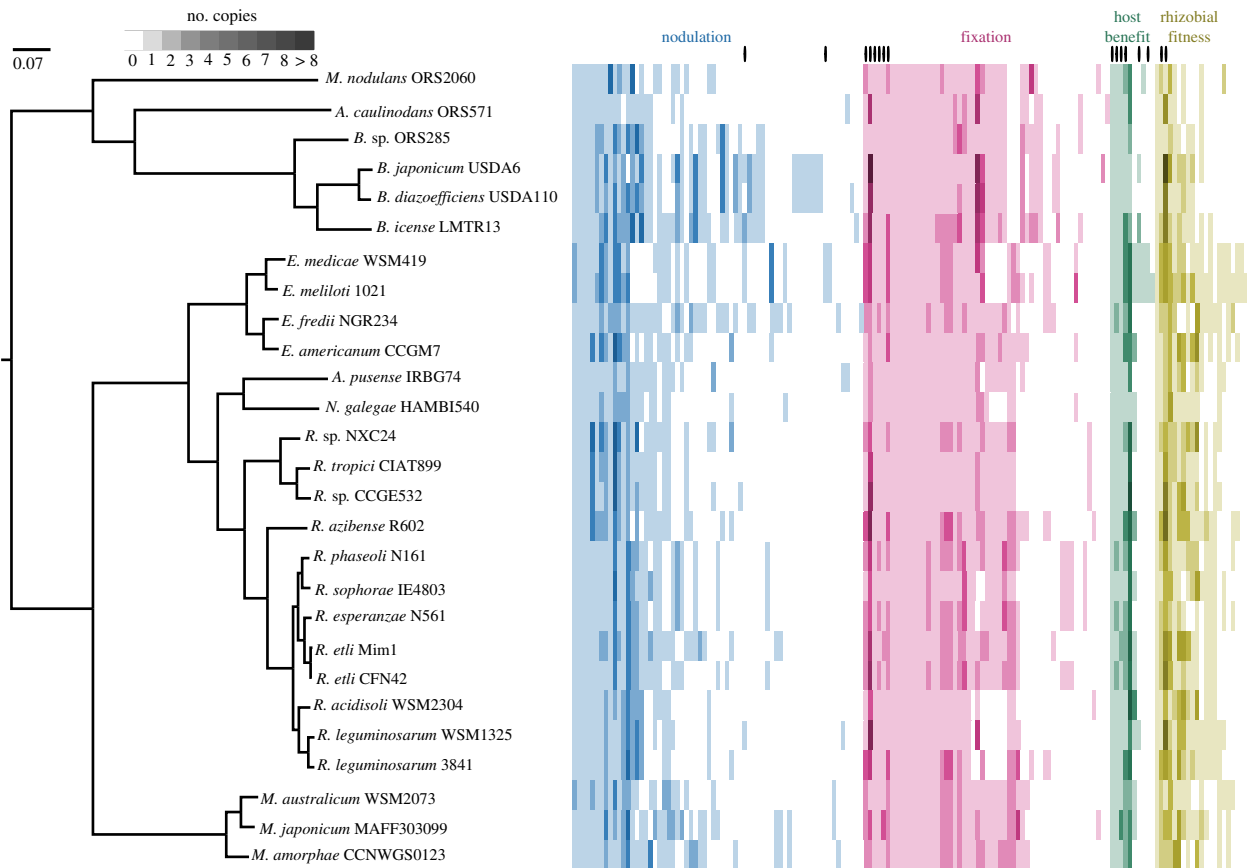 no. copies
0 1 2 3 4 5 6 7 8 > 8
0.07
nodulation
fixation
host
benefit
rhizobial
fitness
M. nodulans ORS2060
A. caulinodans ORS571
B. sp. ORS285
B. japonicum USDA6
B. diazoefficiens USDA110
B. icense LMTR13
E. medicae WSM419
E. meliloti 1021
E. fredii NGR234
E. americanum CCGM7
A. pusense IRBG74
N. galegae HAMBI540
R. sp. NXC24
R. tropici CIAT899
R. sp. CCGE532
R. azibense R602
R. phaseoli N161
R. sophorae IE4803
R. esperanzae N561
R. etli Mim1
R. etli CFN42
R. acidisoli WSM2304
R. leguminosarum WSM1325
R. leguminosarum 3841
M. australicum WSM2073
M. japonicum MAFF303099
M. amorphae CCNWGS0123